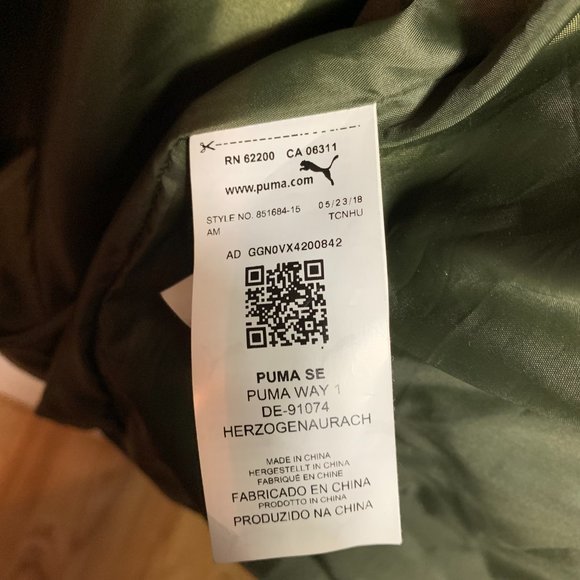 RN 62200 CA 06311
www.puma.com
STYLE NO. 851684-15 05/23/18
AM TCNHU
AD GGN0VX4200842
PUMA SE
PUMA WAY 1
DE-91074
HERZOGENAURACH
MADE IN CHINA
HERGESTELLT IN CHINA
FABRIQUÉ EN CHINE
FABRICADO EN CHINA
PRODOTTO IN CHINA
PRODUZIDO NA CHINA